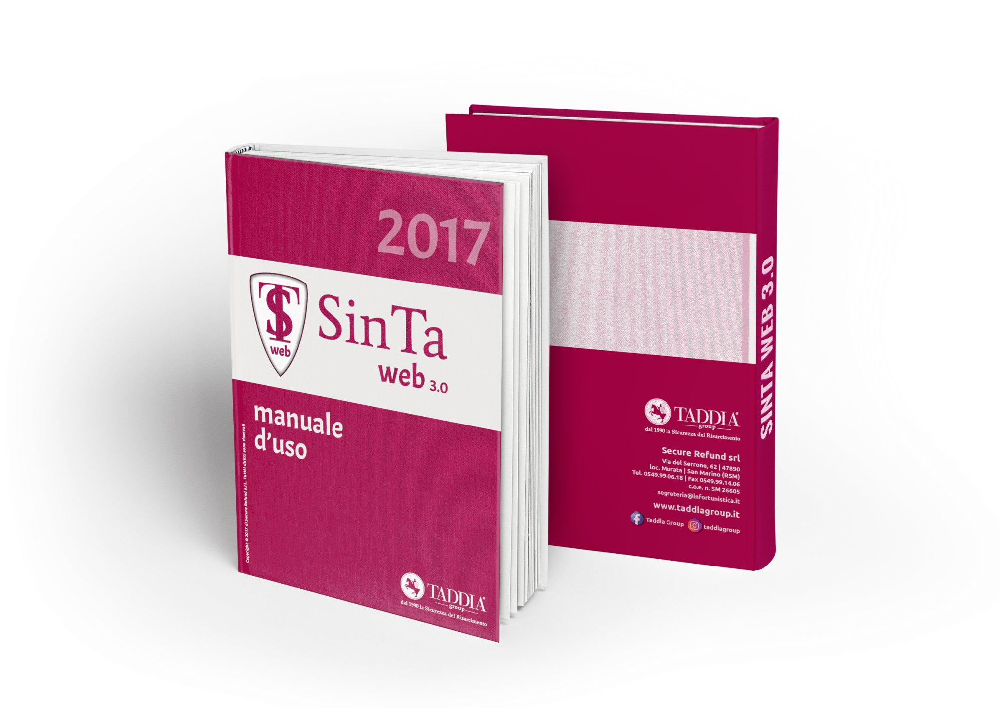 2017
TS
web
SinTa
web 3.0
manuale
d'uso
Copyright © 2017 di Secure Refund s.r.l.. Tutti i diritti sono riservati
TADDIA®
group
dal 1990 la Sicurezza del Risarcimento
SINTA WEB 3.0
TADDIA®
group
dal 1990 la Sicurezza del Risarcimento
Secure Refund srl
Via del Serrone, 62 | 47890
loc. Murata | San Marino (RSM)
Tel. 0549.99.06.18 | Fax 0549.99.14.06
c.o.e. n. SM 26605
segreteria@infortunistica.it
www.taddiagroup.it
Taddia Group taddiagroup